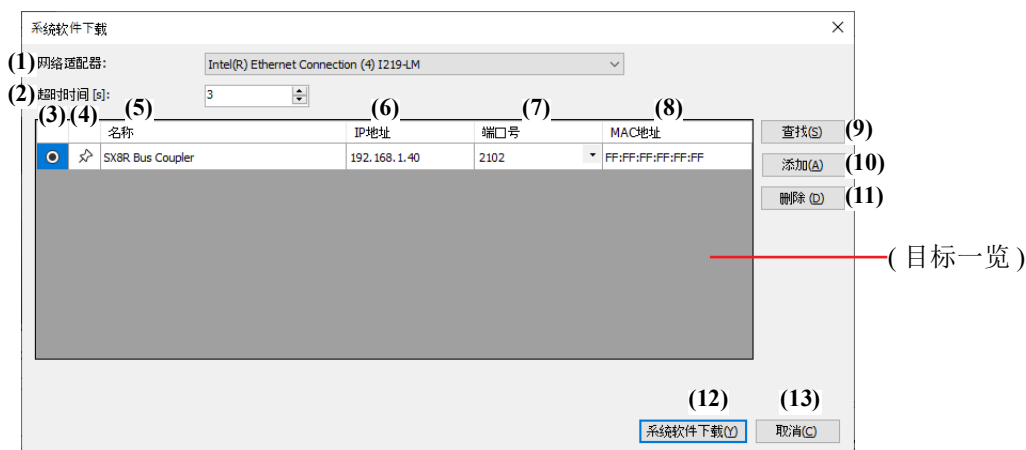 系统软件下载
(1) 网络适配器: Intel(R) Ethernet Connection (4) I219-LM
(2) 超时时间 [s]: 3
(3) (4) (5) (6) (7) (8)
名称 IP地址 端口号 MAC地址
SX8R Bus Coupler 192.168.1.40 2102 FF:FF:FF:FF:FF:FF
查找(S) (9)
添加(A) (10)
删除 (D) (11)
( 目标一览 )
(12) (13)
系统软件下载(Y) 取消(C)